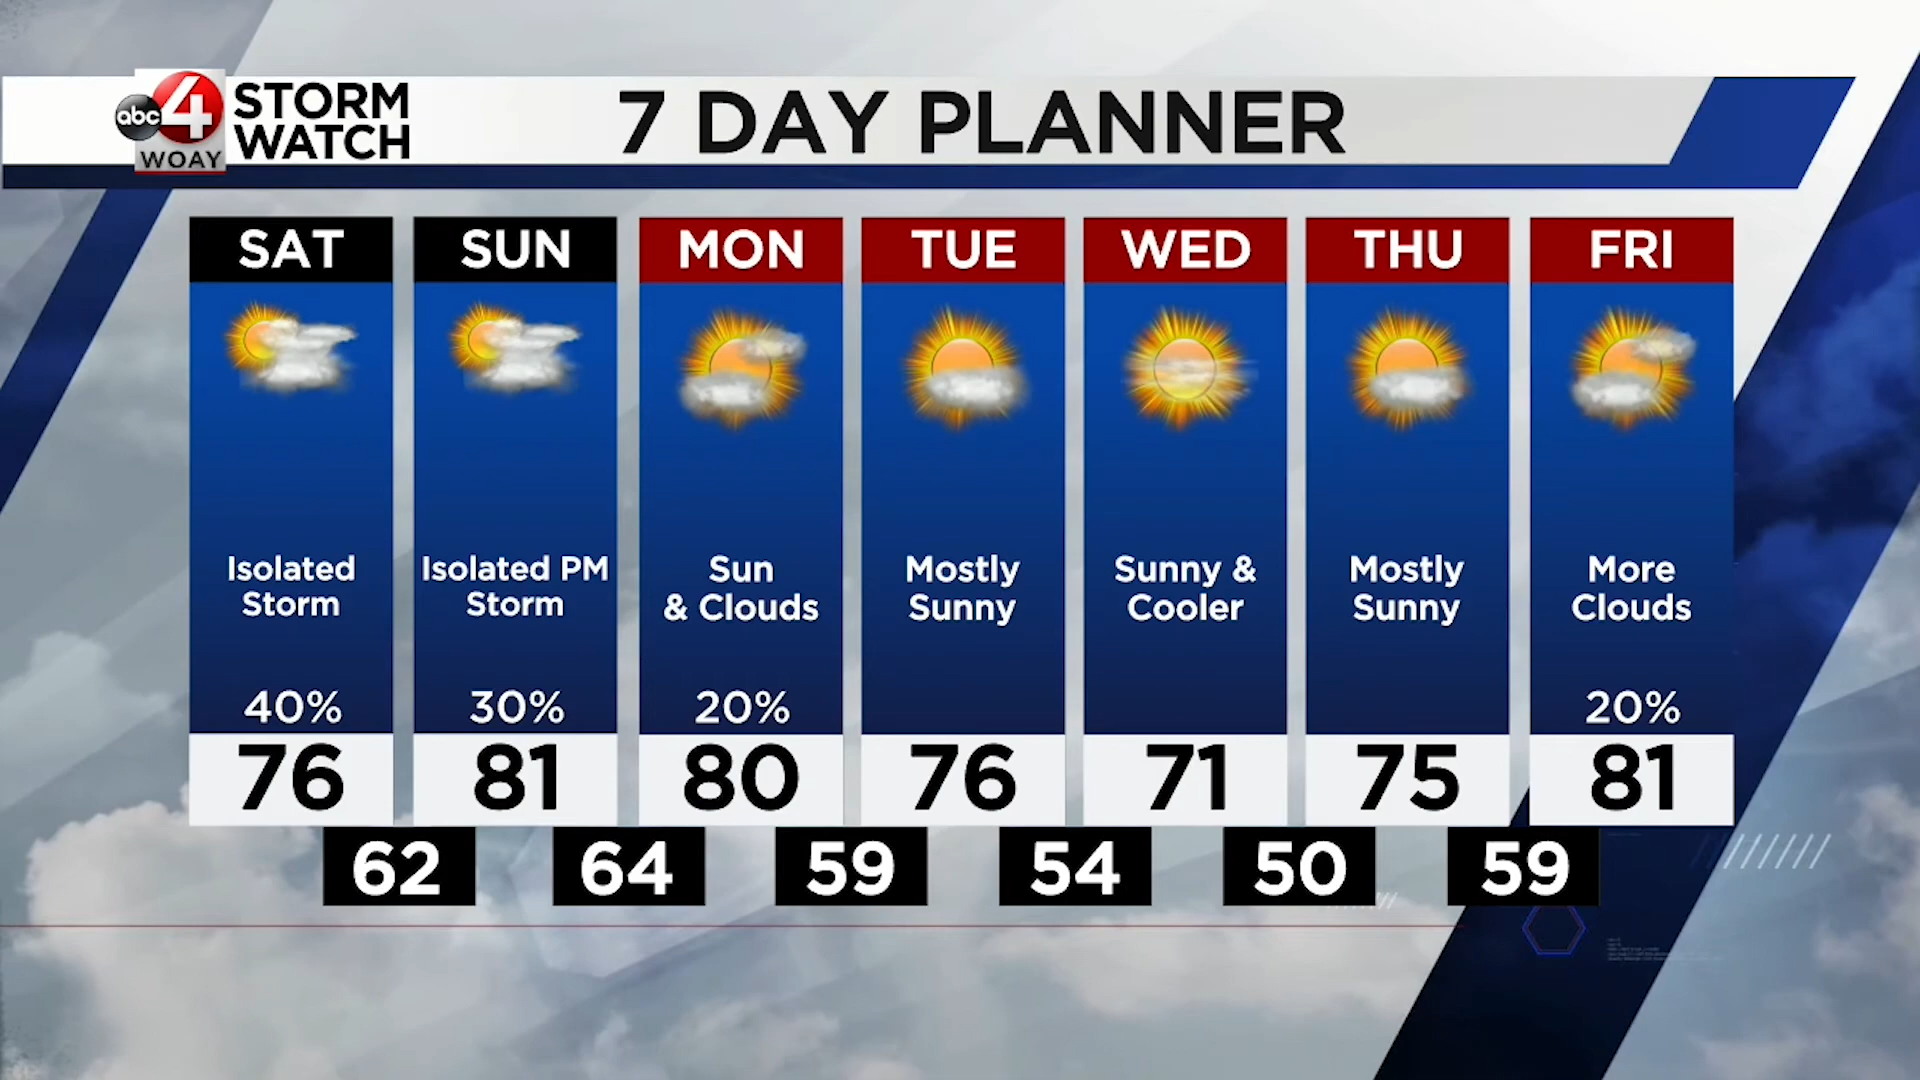 abc 4
WOAY
STORM
WATCH
7 DAY PLANNER
SAT
Isolated
Storm
40%
76
SUN
Isolated PM
Storm
30%
81
MON
Sun
& Clouds
20%
80
TUE
Mostly
Sunny
76
WED
Sunny &
Cooler
71
THU
Mostly
Sunny
75
FRI
More
Clouds
20%
81
62
64
59
54
50
59